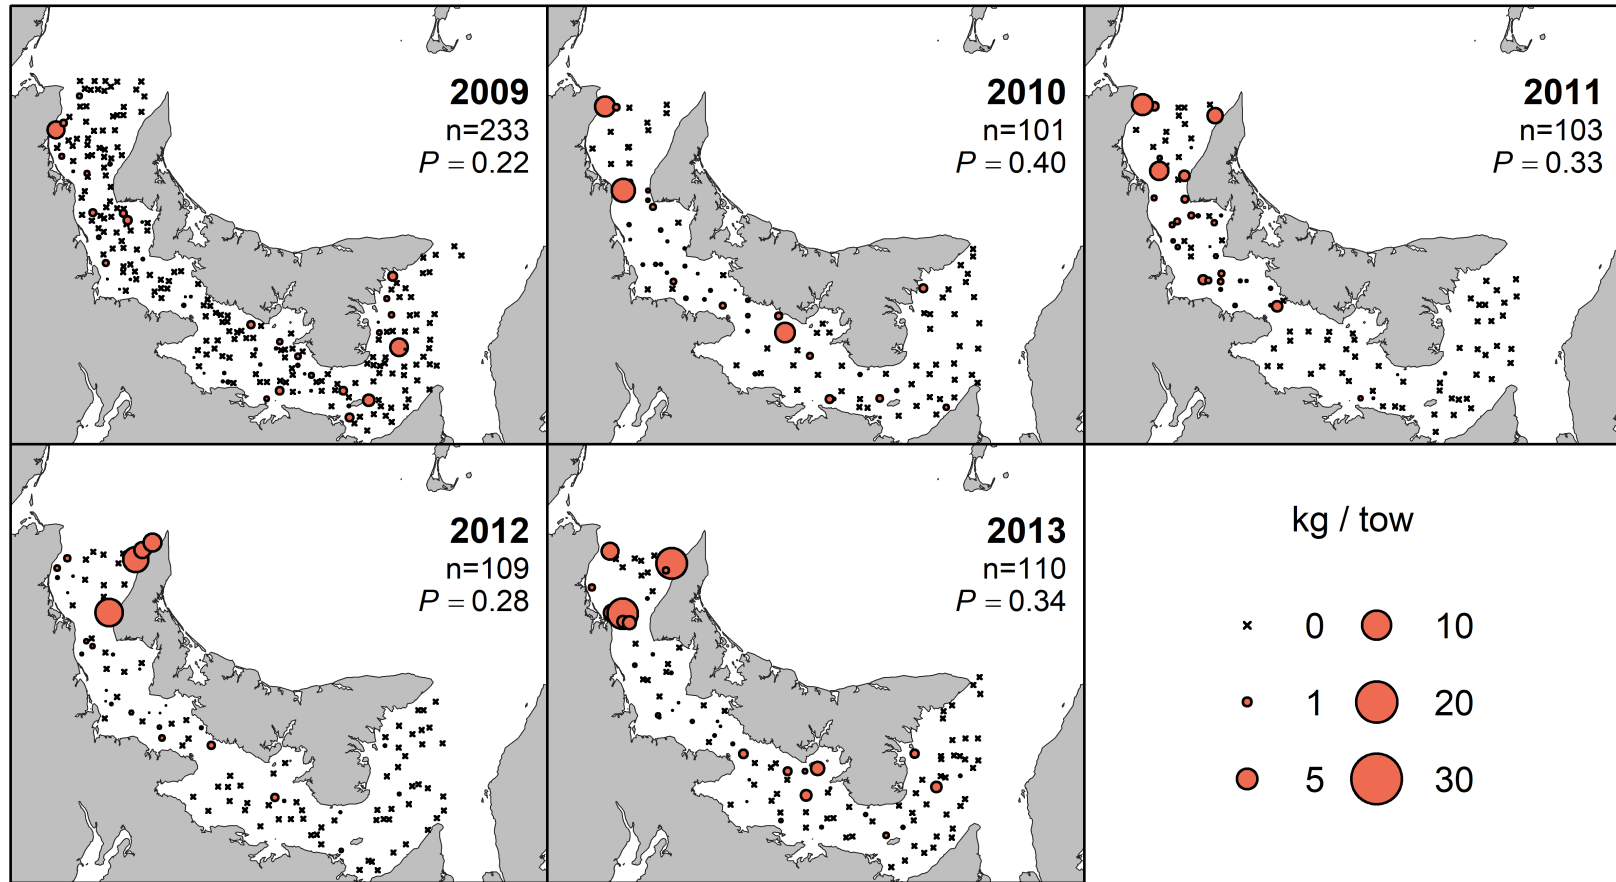 2009
n=233
P = 0.22
2010
n=101
P = 0.40
2011
n=103
P = 0.33
2012
n=109
P = 0.28
2013
n=110
P = 0.34
kg / tow
0 10
1 20
5 30